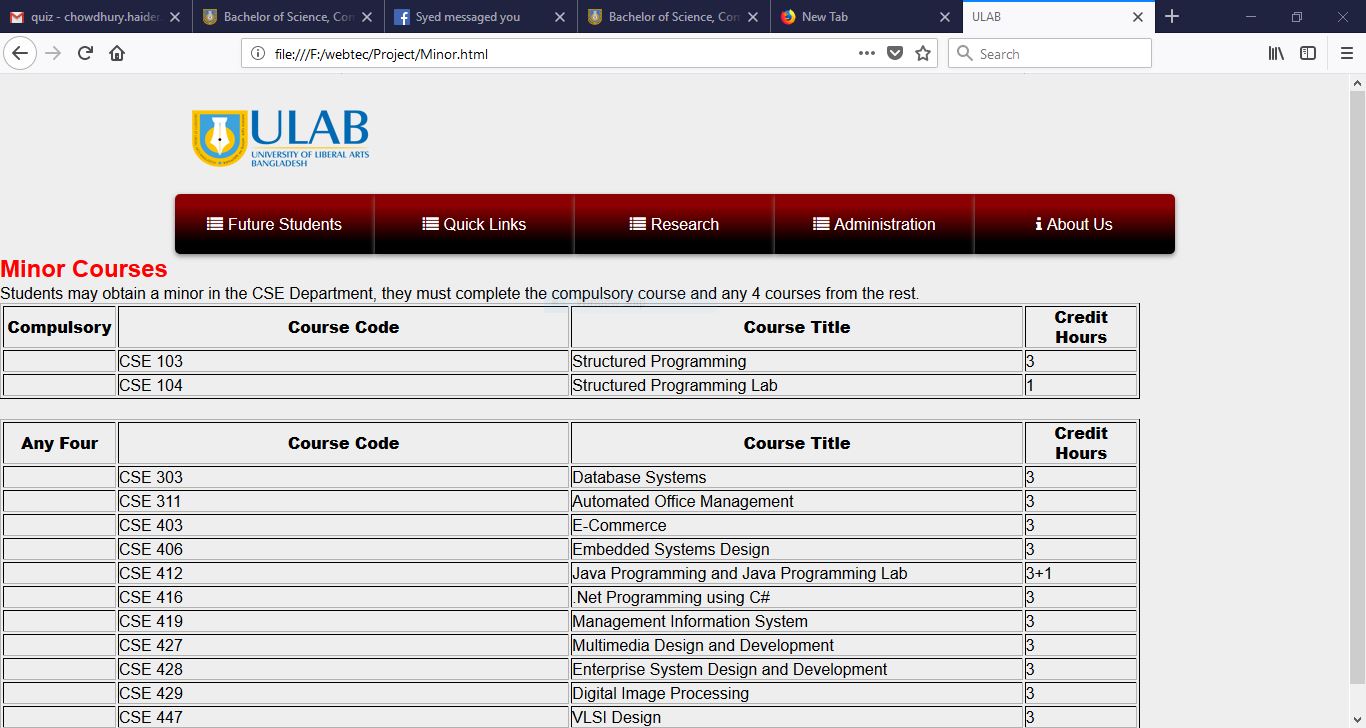 quiz - chowdhury.haider
Bachelor of Science, Com
Syed messaged you
Bachelor of Science, Com
New Tab
ULAB
file:///F:/webtec/Project/Minor.html
Search
ULAB
UNIVERSITY OF LIBERAL ARTS
BANGLADESH
Future Students Quick Links Research Administration About Us
Minor Courses
Students may obtain a minor in the CSE Department, they must complete the compulsory course and any 4 courses from the rest.
Compulsory Course Code Course Title Credit Hours
CSE 103 Structured Programming 3
CSE 104 Structured Programming Lab 1
Any Four Course Code Course Title Credit Hours
CSE 303 Database Systems 3
CSE 311 Automated Office Management 3
CSE 403 E-Commerce 3
CSE 406 Embedded Systems Design 3
CSE 412 Java Programming and Java Programming Lab 3+1
CSE 416 .Net Programming using C# 3
CSE 419 Management Information System 3
CSE 427 Multimedia Design and Development 3
CSE 428 Enterprise System Design and Development 3
CSE 429 Digital Image Processing 3
CSE 447 VLSI Design 3